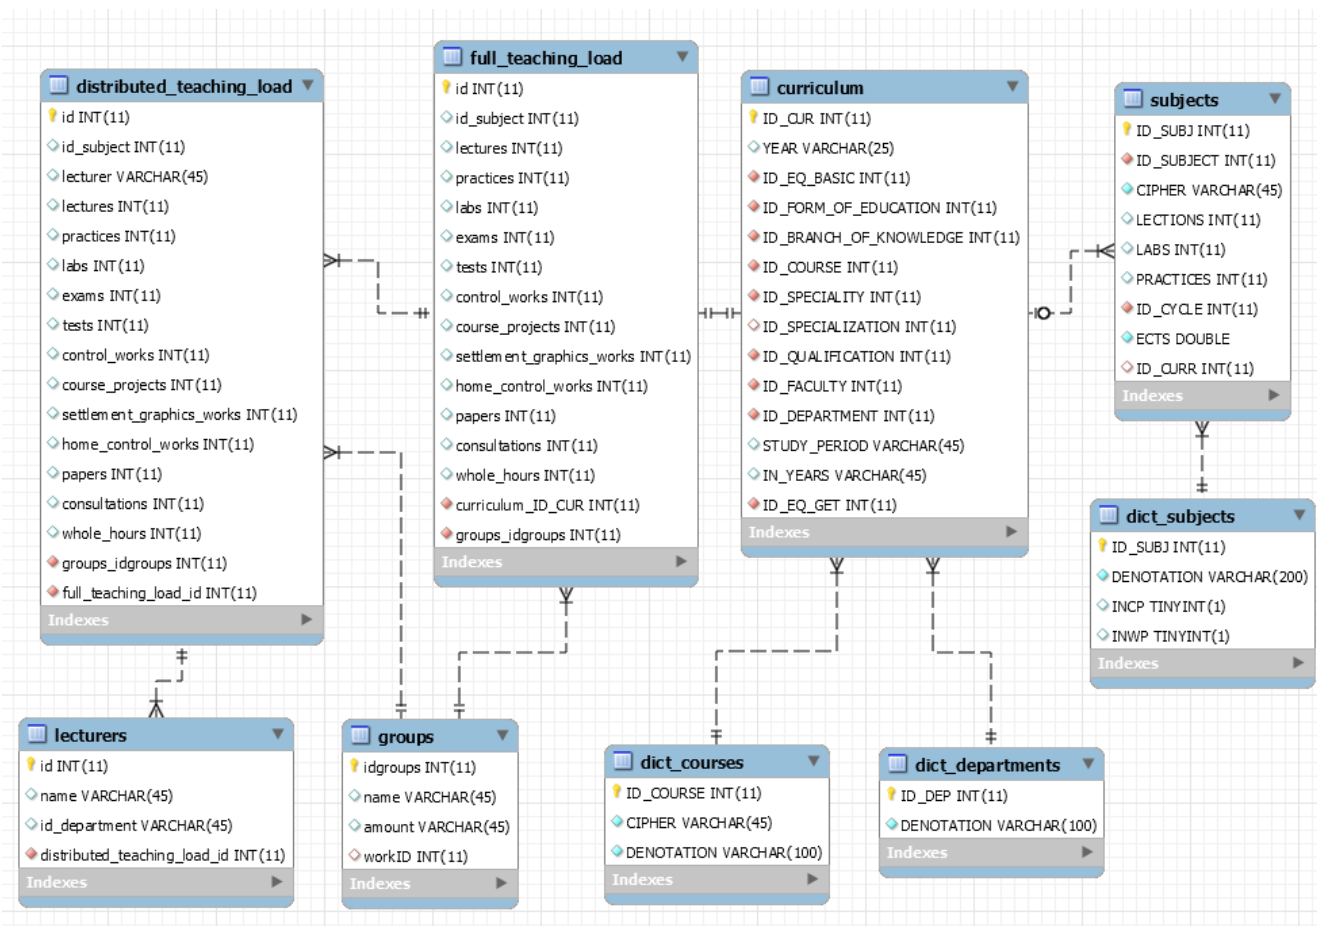 distributed_teaching_load
id INT(11)
id_subject INT(11)
lecturer VARCHAR(45)
lectures INT(11)
practices INT(11)
labs INT(11)
exams INT(11)
tests INT(11)
control_works INT(11)
course_projects INT(11)
settlement_graphics_works INT(11)
home_control_works INT(11)
papers INT(11)
consultations INT(11)
whole_hours INT(11)
groups_idgroups INT(11)
full_teaching_load_id INT(11)
Indexes
full_teaching_load
id INT(11)
id_subject INT(11)
lectures INT(11)
practices INT(11)
labs INT(11)
exams INT(11)
tests INT(11)
control_works INT(11)
course_projects INT(11)
settlement_graphics_works INT(11)
home_control_works INT(11)
papers INT(11)
consultations INT(11)
whole_hours INT(11)
curriculum_ID_CUR INT(11)
groups_idgroups INT(11)
Indexes
curriculum
ID_CUR INT(11)
YEAR VARCHAR(25)
ID_EQ_BASIC INT(11)
ID_FORM_OF_EDUCATION INT(11)
ID_BRANCH_OF_KNOWLEDGE INT(11)
ID_COURSE INT(11)
ID_SPECIALITY INT(11)
ID_SPECIALIZATION INT(11)
ID_QUALIFICATION INT(11)
ID_FACULTY INT(11)
ID_DEPARTMENT INT(11)
STUDY_PERIOD VARCHAR(45)
IN_YEARS VARCHAR(45)
ID_EQ_GET INT(11)
Indexes
subjects
ID_SUBJ INT(11)
ID_SUBJECT INT(11)
CIPHER VARCHAR(45)
LECTIONS INT(11)
LABS INT(11)
PRACTICES INT(11)
ID_CYCLE INT(11)
ECTS DOUBLE
ID_CURR INT(11)
Indexes
dict_subjects
ID_SUBJ INT(11)
DENOTATION VARCHAR(200)
INCP TINYINT(1)
INWP TINYINT(1)
Indexes
lecturers
id INT(11)
name VARCHAR(45)
id_department VARCHAR(45)
distributed_teaching_load_id INT(11)
Indexes
groups
idgroups INT(11)
name VARCHAR(45)
amount VARCHAR(45)
workID INT(11)
Indexes
dict_courses
ID_COURSE INT(11)
CIPHER VARCHAR(45)
DENOTATION VARCHAR(100)
Indexes
dict_departments
ID_DEP INT(11)
DENOTATION VARCHAR(100)
Indexes